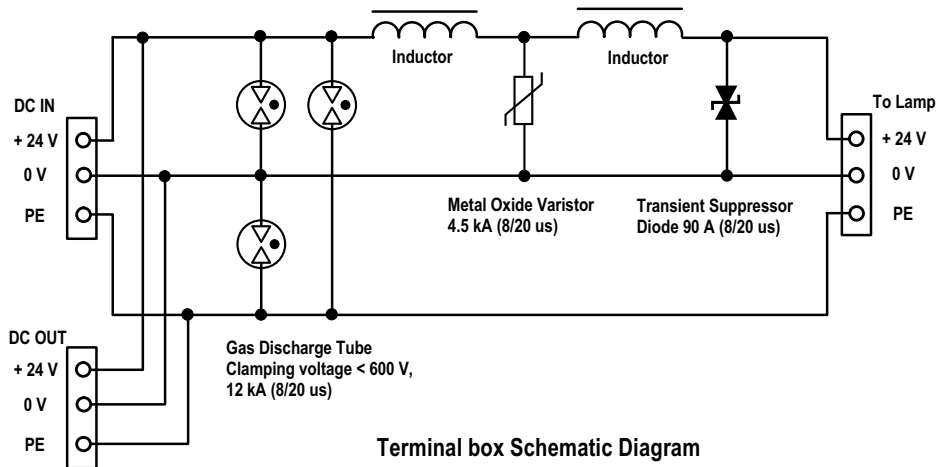 Inductor
Inductor
DC IN
+ 24 V
0 V
PE
To Lamp
+ 24 V
0 V
PE
Metal Oxide Varistor
4.5 kA (8/20 us)
Transient Suppressor
Diode 90 A (8/20 us)
DC OUT
+ 24 V
0 V
PE
Gas Discharge Tube
Clamping voltage < 600 V,
12 kA (8/20 us)
Terminal box Schematic Diagram